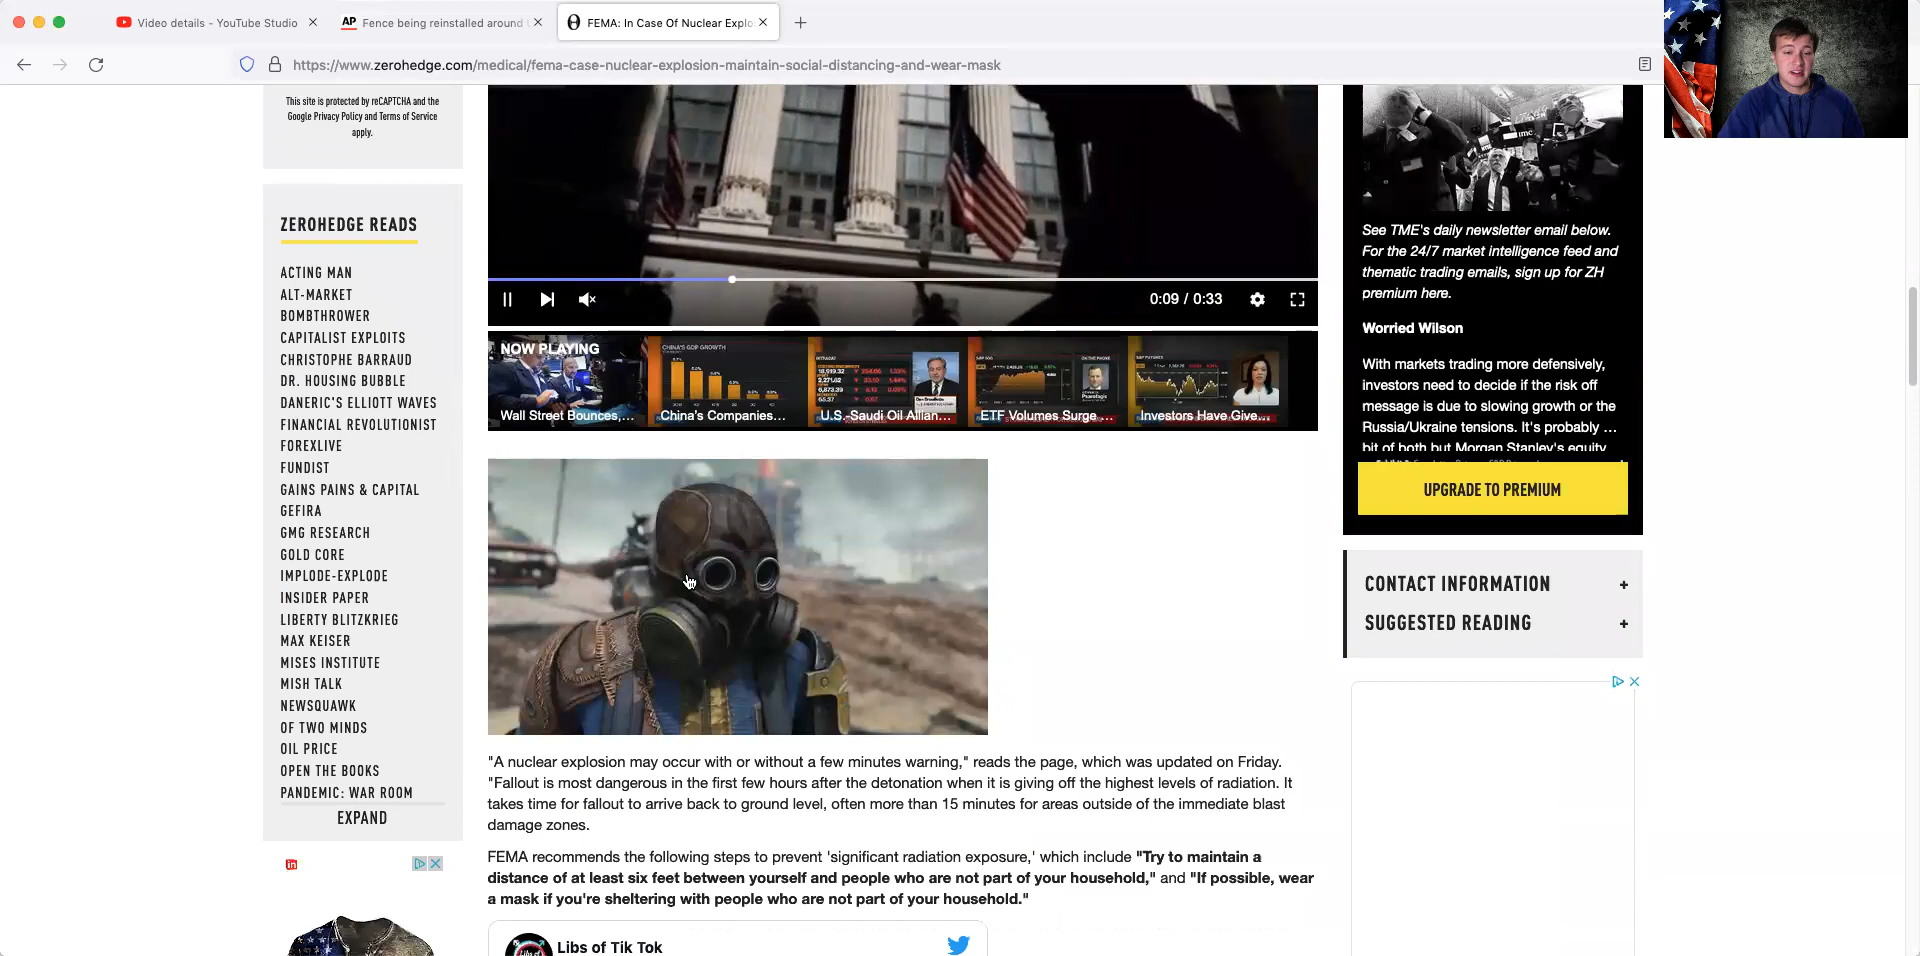 Video details - YouTube Studio
AP Fence being reinstalled around
FEMA: In Case Of Nuclear Explo
https://www.zerohedge.com/medical/fema-case-nuclear-explosion-maintain-social-distancing-and-wear-mask
This site is protected by reCAPTCHA and the
Google Privacy Policy and Terms of Service
apply.
ZEROHEDGE READS
ACTING MAN
ALT-MARKET
BOMBTHROWER
CAPITALIST EXPLOITS
CHRISTOPHE BARRAUD
DR. HOUSING BUBBLE
DANERIC'S ELLIOTT WAVES
FINANCIAL REVOLUTIONIST
FOREXLIVE
FUNDIST
GAINS PAINS & CAPITAL
GEFIRA
GMG RESEARCH
GOLD CORE
IMPLODE-EXPLODE
INSIDER PAPER
LIBERTY BLITZKRIEG
MAX KEISER
MISES INSTITUTE
MISH TALK
NEWSQUAWK
OF TWO MINDS
OIL PRICE
OPEN THE BOOKS
PANDEMIC: WAR ROOM
EXPAND
in
0:09 / 0:33
NOW PLAYING
Wall Street Bounces,...
CHINA'S GDP GROWTH
China's Companies...
U.S.-Saudi Oil Allian...
ETF Volumes Surge ...
Investors Have Give...
"A nuclear explosion may occur with or without a few minutes warning," reads the page, which was updated on Friday.
"Fallout is most dangerous in the first few hours after the detonation when it is giving off the highest levels of radiation. It
takes time for fallout to arrive back to ground level, often more than 15 minutes for areas outside of the immediate blast
damage zones.
FEMA recommends the following steps to prevent 'significant radiation exposure,' which include "Try to maintain a
distance of at least six feet between yourself and people who are not part of your household," and "If possible, wear
a mask if you're sheltering with people who are not part of your household."
Libs of Tik Tok
imc
See TME's daily newsletter email below.
For the 24/7 market intelligence feed and
thematic trading emails, sign up for ZH
premium here.
Worried Wilson
With markets trading more defensively,
investors need to decide if the risk off
message is due to slowing growth or the
Russia/Ukraine tensions. It's probably ...
bit of both but Morgan Stanley's equity
UPGRADE TO PREMIUM
CONTACT INFORMATION +
SUGGESTED READING +